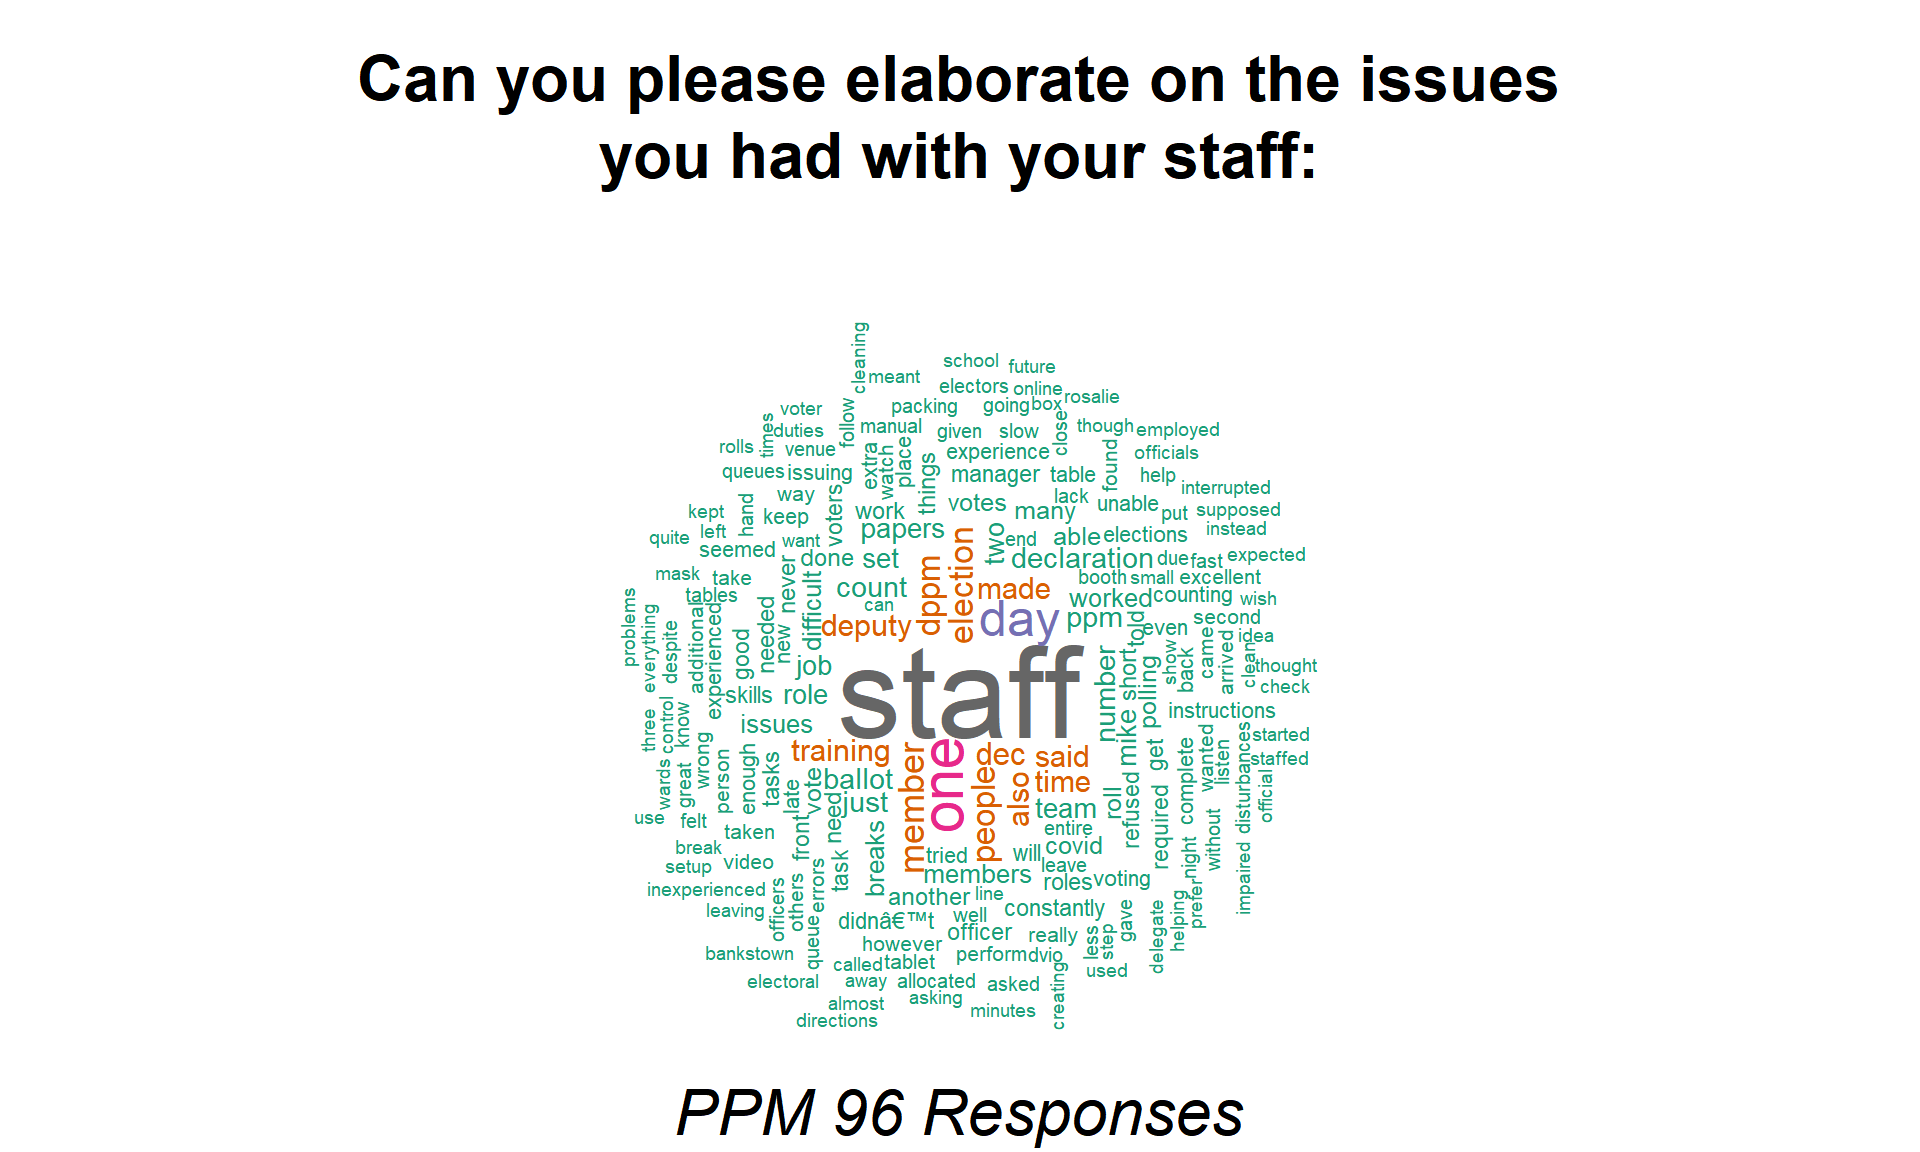 Can you please elaborate on the issues
you had with your staff:
cleaning
school
future
meant
electors
online
rosalie
voter
packing
going
box
follow
times
duties
manual
given
slow
close
though
employed
rolls
venue
extra
watch
place
experience
found
officials
queues
issuing
things
manager
table
help
way
voters
lack
interrupted
kept
hand
keep
work
votes
many
unable
put
supposed
left
want
papers
election
two
end
able
elections
instead
quite
seemed
done
set
declaration
due
fast
expected
mask
take
never
difficult
count
dppm
made
booth
small
excellent
tables
can
day
worked
counting
wish
problems
everything
despite
additional
experienced
good
needed
new
deputy
ppm
told
even
second
idea
job
staff
number
short
polling
show
back
came
arrived
clean
thought
skills
role
check
three
control
know
issues
mike
instructions
wards
great
wrong
person
enough
tasks
late
vote
training
member
one
dec
said
get
wanted
listen
disturbances
started
staffed
ballot
people
also
time
roll
refused
required
complete
official
use
felt
just
team
taken
front
need
entire
without
break
video
breaks
tried
will
covid
night
setup
task
members
leave
impaired
inexperienced
others
errors
another
line
roles
voting
prefer
leaving
officers
queue
didnâ€™t
well
constantly
gave
helping
delegate
bankstown
however
officer
really
less
step
called
tablet
perform
dvio
used
electoral
away
allocated
asked
creating
almost
asking
minutes
directions
PPM 96 Responses